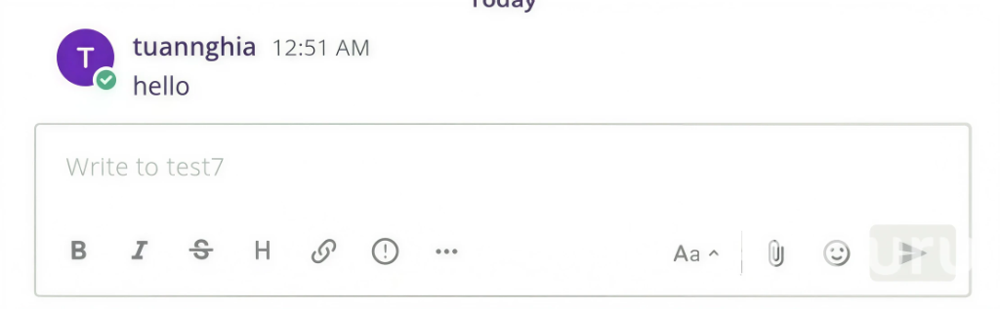 Today
T
tuannghia 12:51 AM
hello
Write to test7
B I S H Aa